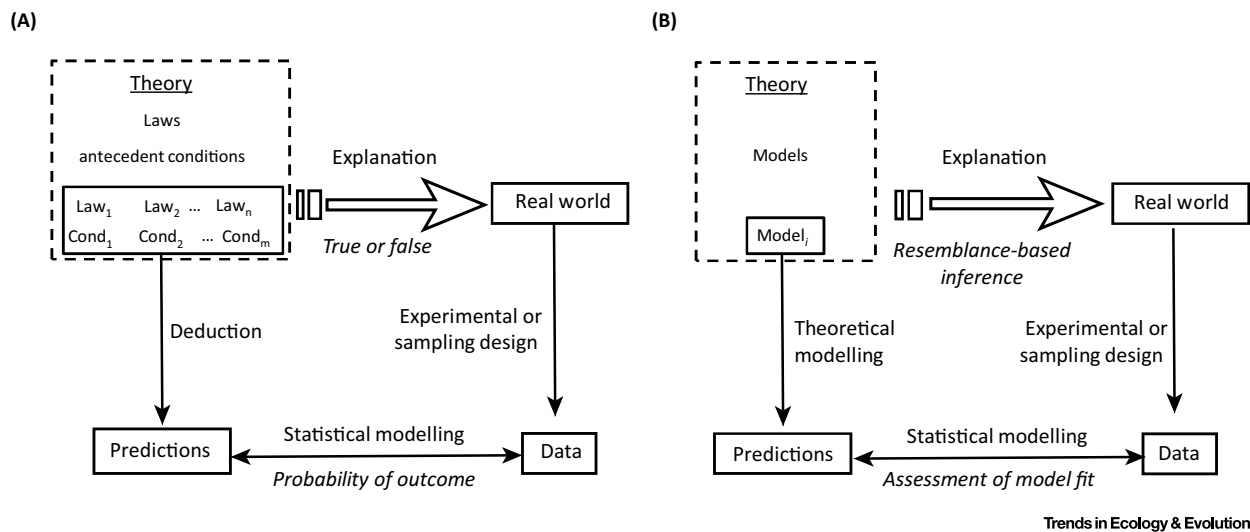 (A)
Theory
Laws
antecedent conditions
Law1 Law2 ... Lawn
Cond1 Cond2 ... Condm
Explanation
True or false
Real world
Deduction
Experimental or
sampling design
Predictions
Statistical modelling
Probability of outcome
Data
(B)
Theory
Models
Modeli
Explanation
Resemblance-based
inference
Real world
Theoretical
modelling
Experimental or
sampling design
Predictions
Statistical modelling
Assessment of model fit
Data
Trends in Ecology & Evolution